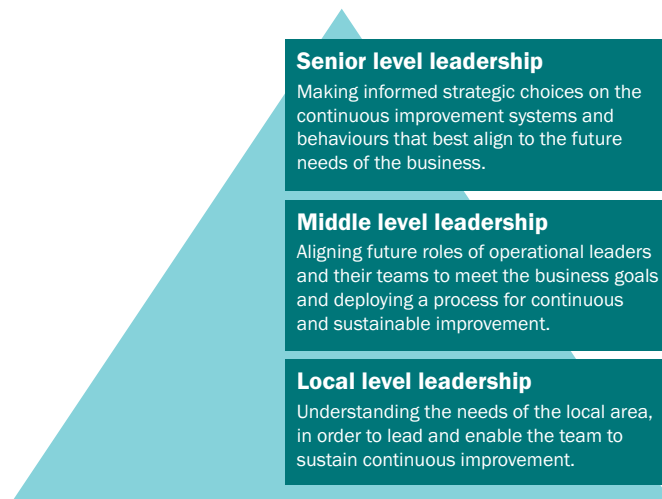 Senior level leadership
Making informed strategic choices on the
continuous improvement systems and
behaviours that best align to the future
needs of the business.
Middle level leadership
Aligning future roles of operational leaders
and their teams to meet the business goals
and deploying a process for continuous
and sustainable improvement.
Local level leadership
Understanding the needs of the local area,
in order to lead and enable the team to
sustain continuous improvement.